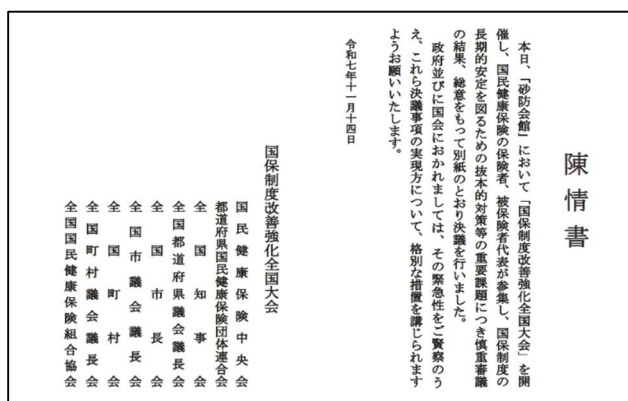 陳情書
本日、「砂防会館」において「国保制度改善強化全国大会」を開
催し、国民健康保険の保険者、被保険者代表が参集し、国保制度の
長期的安定を図るための抜本的対策等の重要課題につき慎重審議
の結果、総意をもって別紙のとおり決議を行いました。
政府並びに国会におかれましては、その緊急性をご賢察のう
え、これら決議事項の実現方について、格別な措置を講じられます
ようお願いいたします。
令和七年十一月十四日
国保制度改善強化全国大会
国民健康保険中央会
都道府県国民健康保険団体連合会
全国知事会
全国都道府県議会議長会
全国市長会
全国市議会議長会
全国町村会
全国町村議会議長会
全国国民健康保険組合協会